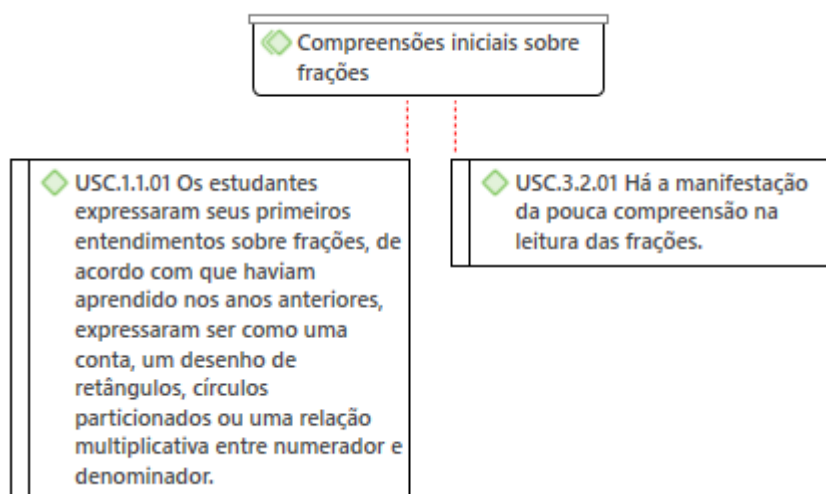 Compreensões iniciais sobre
frações
USC.1.1.01 Os estudantes
expressaram seus primeiros
entendimentos sobre frações, de
acordo com que haviam
aprendido nos anos anteriores,
expressaram ser como uma
conta, um desenho de
retângulos, círculos
particionados ou uma relação
multiplicativa entre numerador e
denominador.
USC.3.2.01 Há a manifestação
da pouca compreensão na
leitura das frações.